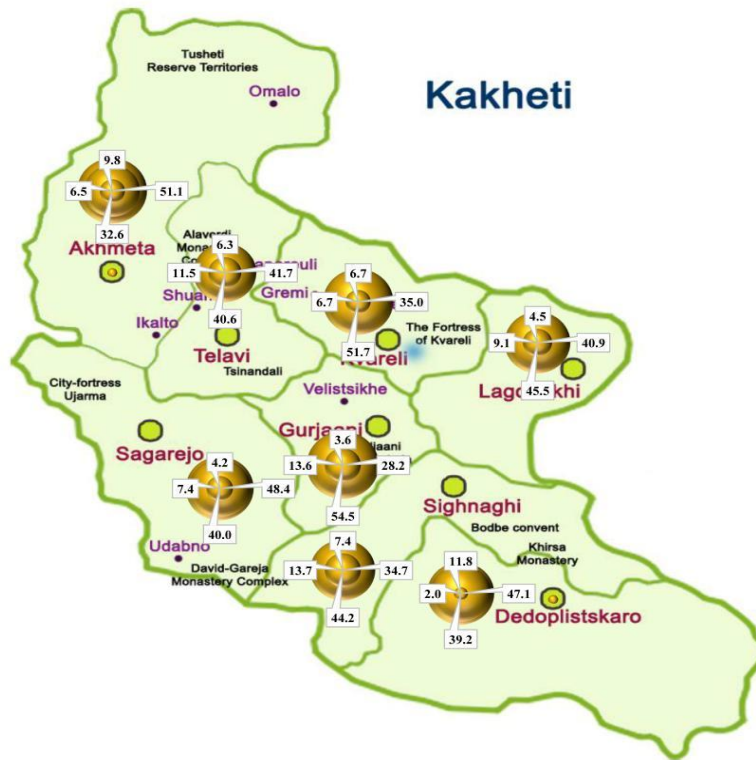 Kakheti
Tusheti
Reserve Territories
Omalo
9.8
6.5
51.1
32.6
Aknmeta
Alaverdi
6.3
11.5
41.7
40.6
Gremi
6.7
6.7
35.0
51.7
The Fortress
of Kvareli
Kvareli
4.5
9.1
40.9
45.5
Ikalto
Telavi
Tsinandali
City-fortress
Ujarma
Velistsikhe
Gurjaani
3.6
13.6
28.2
54.5
Sagarejo
4.2
7.4
48.4
40.0
Sighnaghi
Bodbe convent
Khirsa
Monastery
Udabno
David-Gareja
Monastery Complex
7.4
13.7
34.7
44.2
11.8
2.0
47.1
39.2
Dedoplistskaro